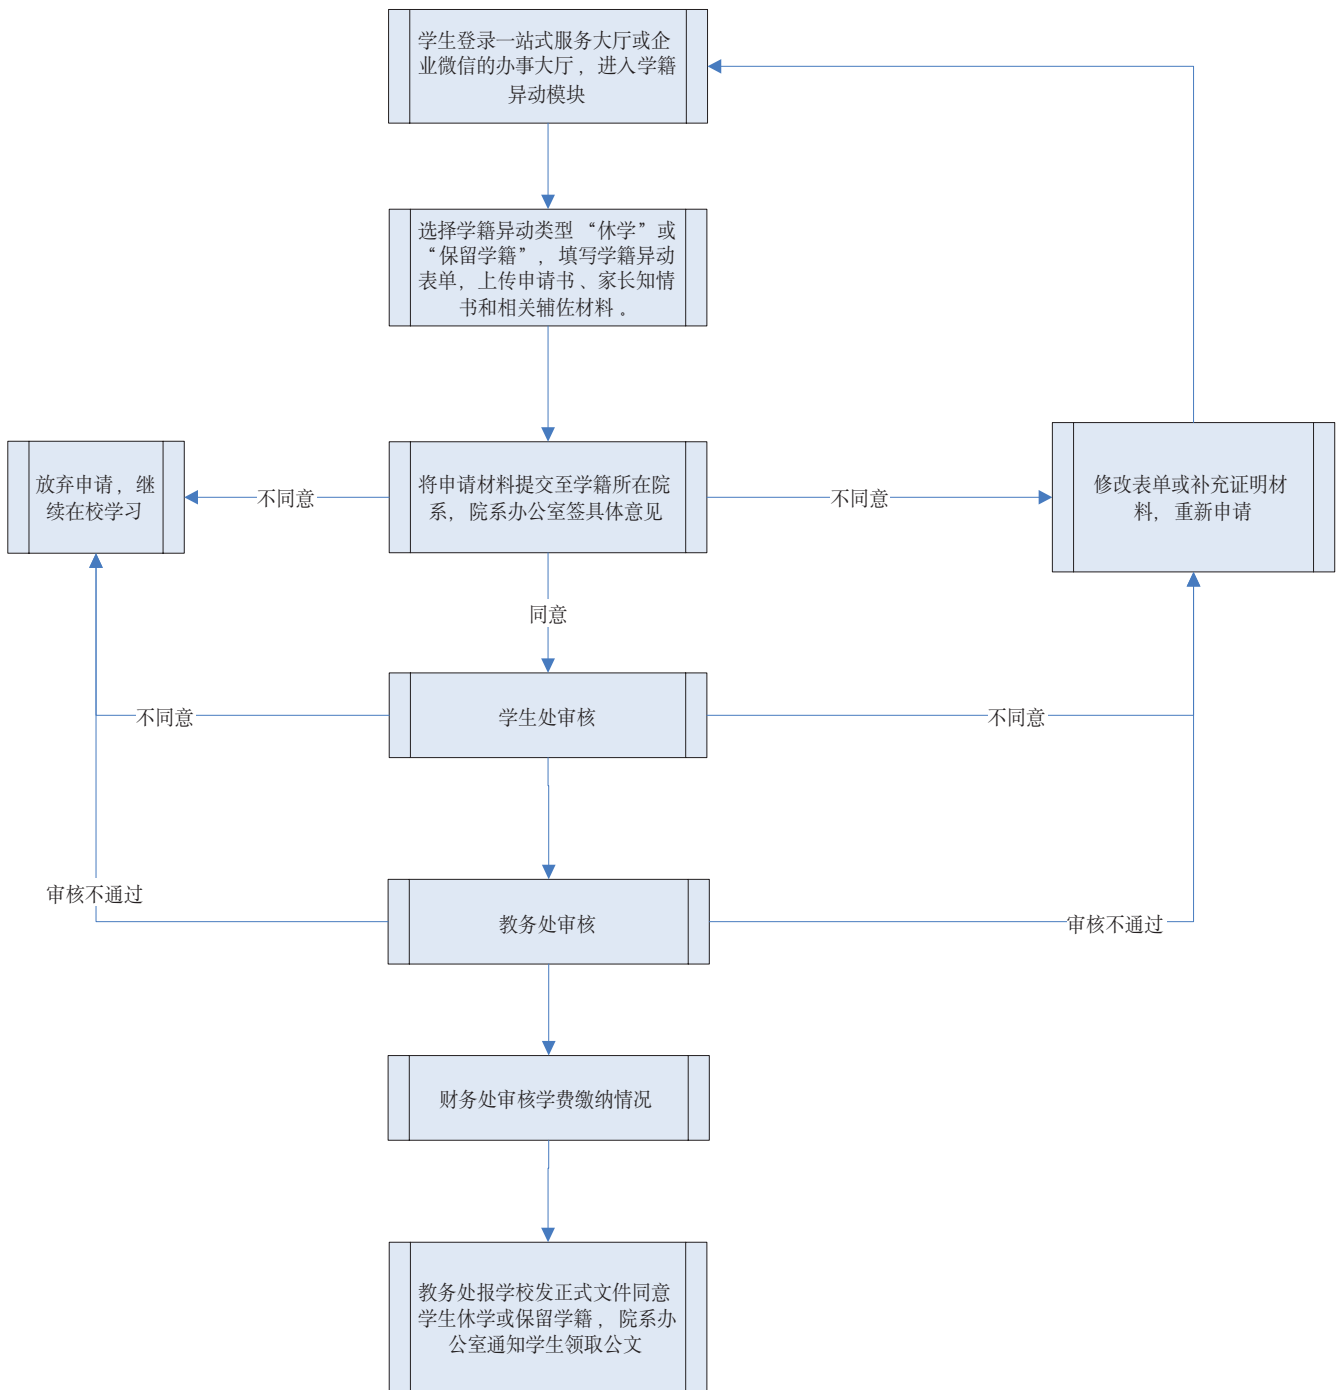 学生登录一站式服务大厅或企
业微信的办事大厅，进入学籍
异动模块
选择学籍异动类型“休学”或
“保留学籍”，填写学籍异动
表单，上传申请书、家长知情
书和相关辅佐材料。
放弃申请，继
续在校学习
不同意
将申请材料提交至学籍所在院
系，院系办公室签具体意见
不同意
修改表单或补充证明材
料，重新申请
同意
不同意
学生处审核
不同意
审核不通过
教务处审核
审核不通过
财务处审核学费缴纳情况
教务处报学校发正式文件同意
学生休学或保留学籍，院系办
公室通知学生领取公文